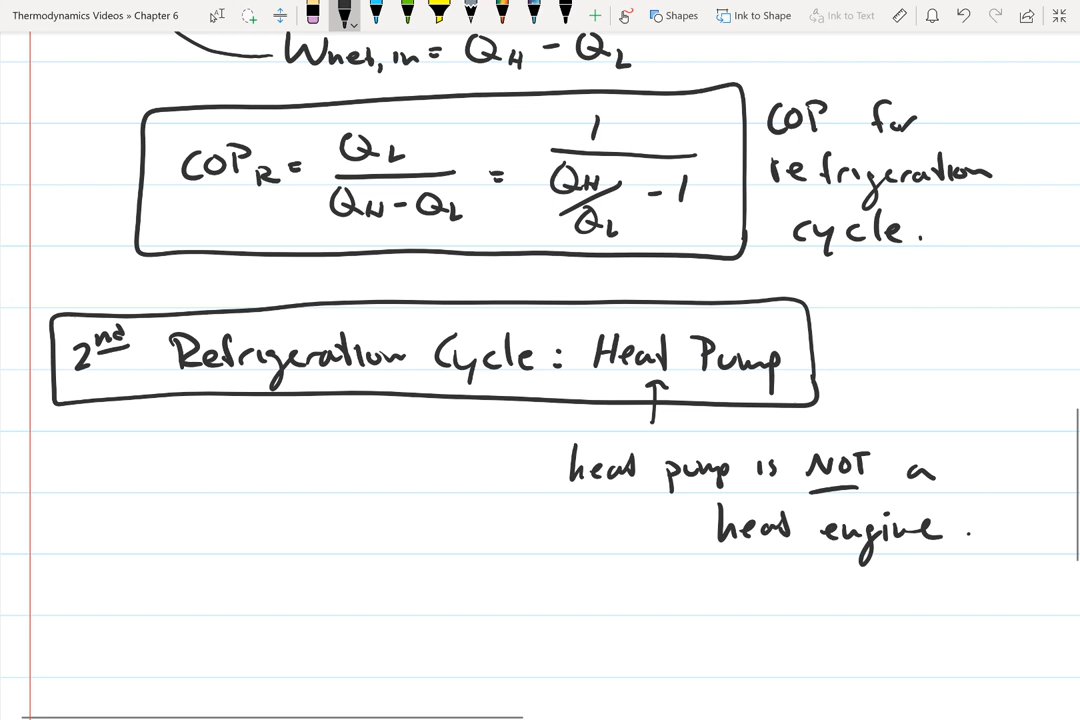 Thermodynamics Videos » Chapter 6
Shapes
Ink to Shape
Ink to Text
Wnet, in = QH - QL
COPR = QL / (QH - QL) = 1 / (QH/QL - 1)
COP for
refrigeration
cycle.
2nd Refrigeration Cycle: Heat Pump
heat pump is NOT a
heat engine.